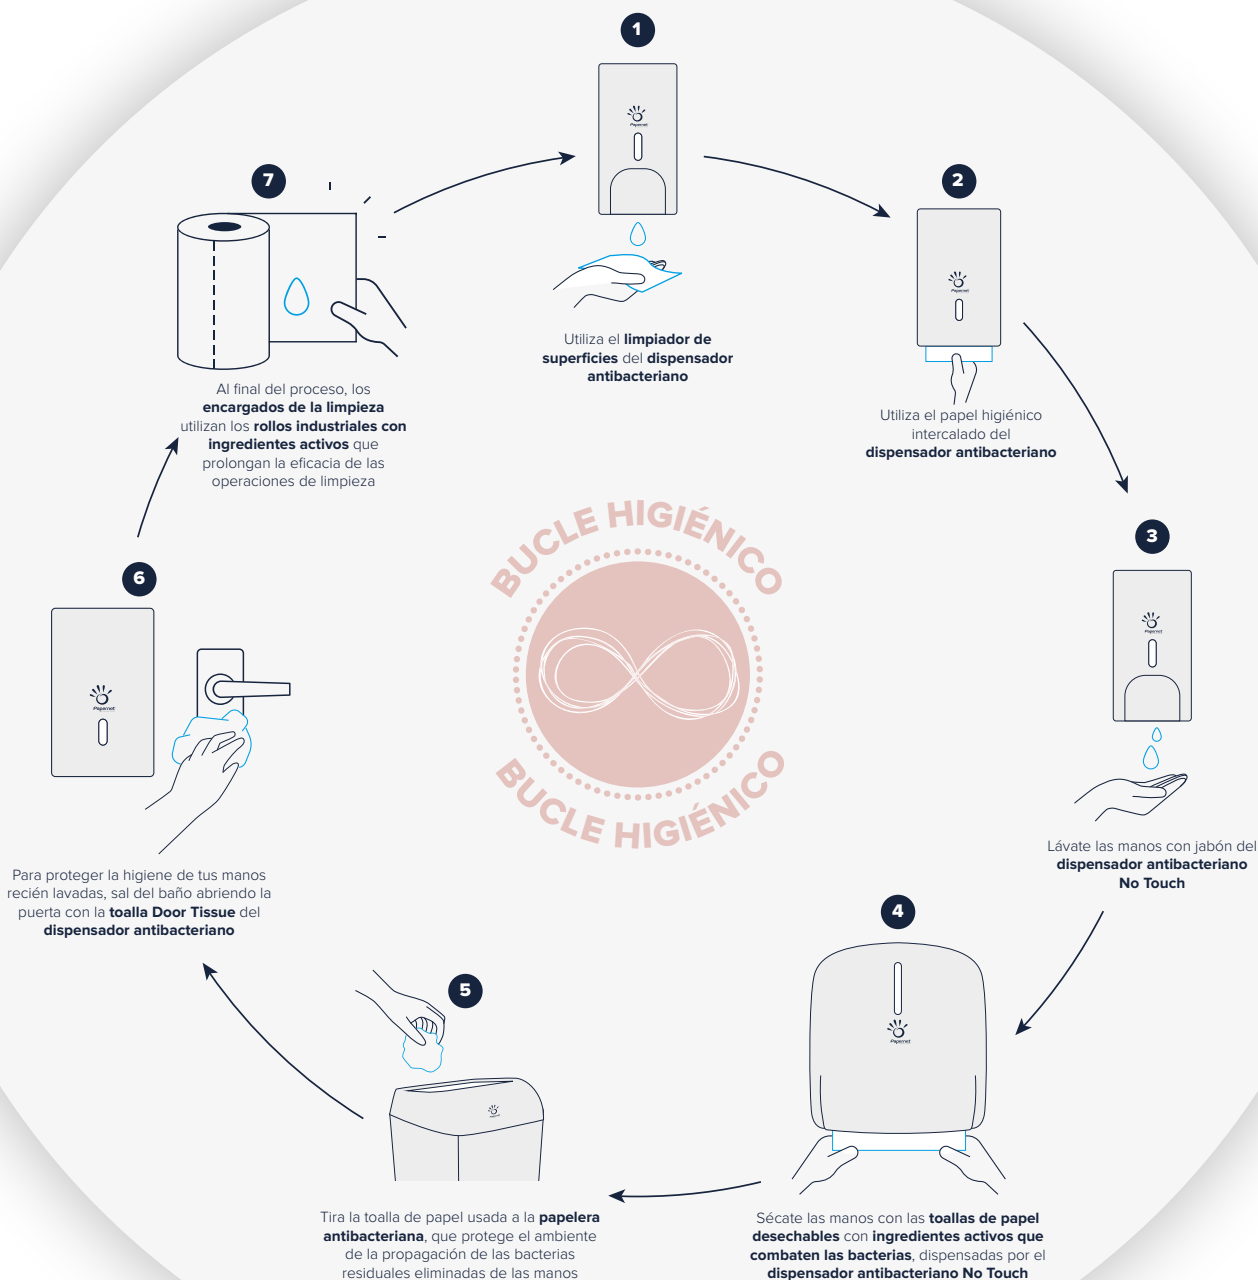 1
Papernet
Utiliza el limpiador de
superficies del dispensador
antibacteriano
2
Papernet
Utiliza el papel higiénico
intercalado del
dispensador antibacteriano
3
Papernet
Lávate las manos con jabón del
dispensador antibacteriano
No Touch
4
Papernet
Sécate las manos con las toallas de papel
desechables con ingredientes activos que
combaten las bacterias, dispensadas por el
dispensador antibacteriano No Touch
5
Tira la toalla de papel usada a la papelera
antibacteriana, que protege el ambiente
de la propagación de las bacterias
residuales eliminadas de las manos
6
Papernet
Para proteger la higiene de tus manos
recién lavadas, sal del baño abriendo la
puerta con la toalla Door Tissue del
dispensador antibacteriano
7
Al final del proceso, los
encargados de la limpieza
utilizan los rollos industriales con
ingredientes activos que
prolongan la eficacia de las
operaciones de limpieza
BUCLE HIGIÉNICO
BUCLE HIGIÉNICO